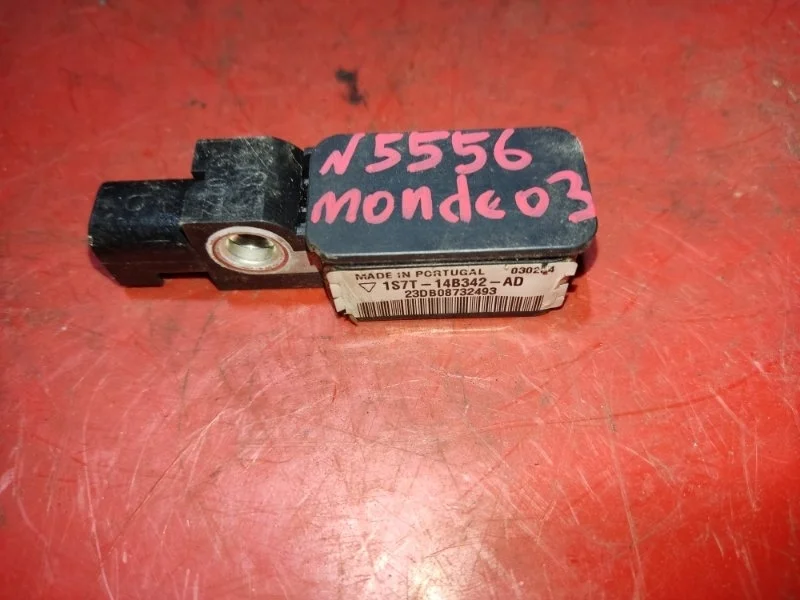 N5556
mondeo3
MADE IN PORTUGAL
1S7T-14B342-AD
23DB08732493